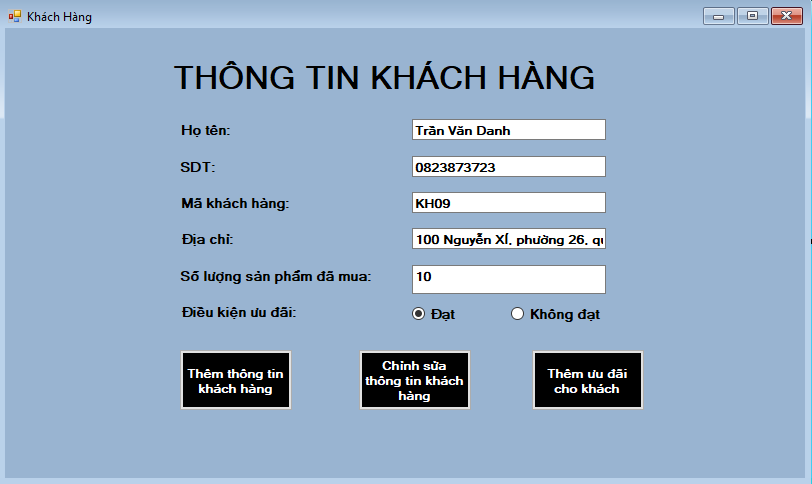 Khách Hàng
THÔNG TIN KHÁCH HÀNG
Họ tên: Trần Văn Danh
SDT: 0823873723
Mã khách hàng: KH09
Địa chỉ: 100 Nguyễn Xí, phường 26,
Số lượng sản phẩm đã mua: 10
Điều kiện ưu đãi: Đạt Không đạt
Thêm thông tin
khách hàng
Chỉnh sửa
thông tin khách
hàng
Thêm ưu đãi
cho khách